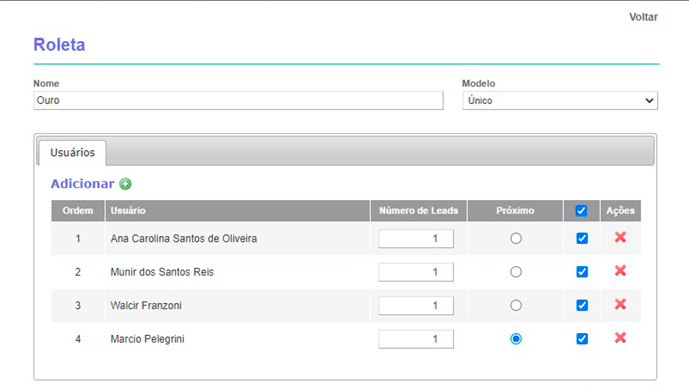 Voltar
Roleta
Nome Modelo
Ouro Único
Usuários
Adicionar
Ordem Usuário Número de Leads Próximo Ações
1 Ana Carolina Santos de Oliveira 1
2 Munir dos Santos Reis 1
3 Walcir Franzoni 1
4 Marcio Pelegrini 1